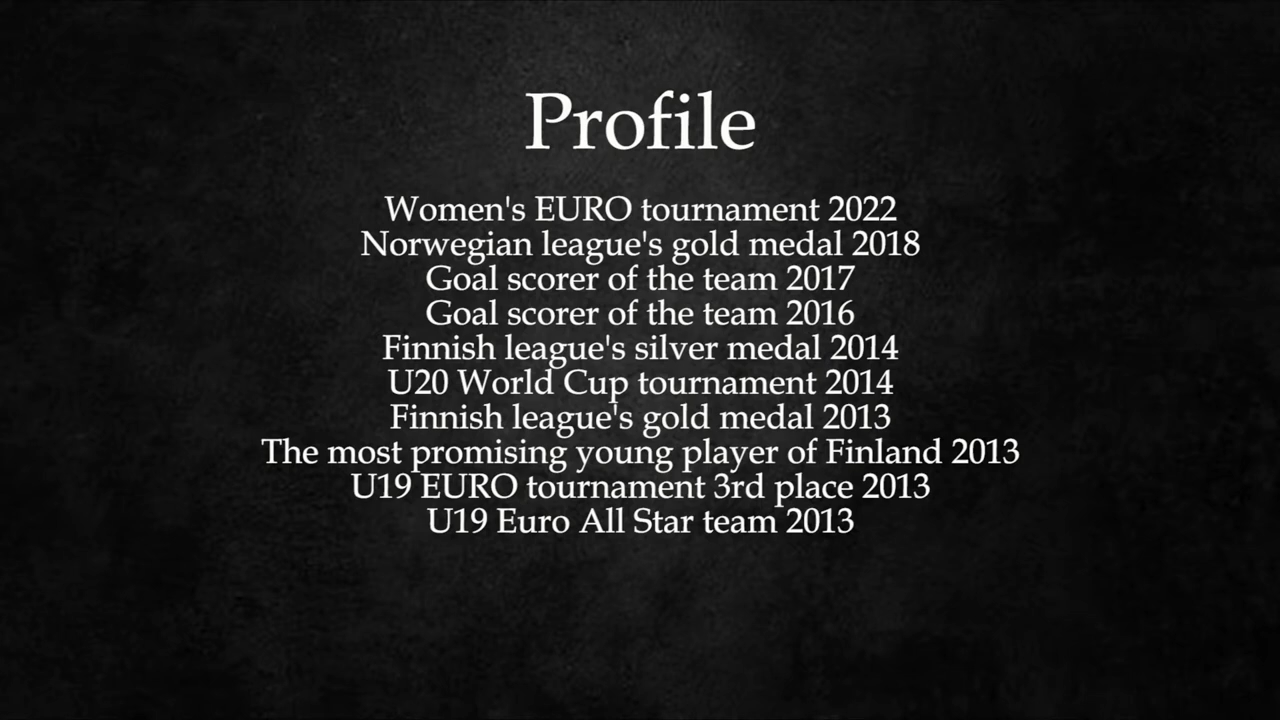 Profile
Women's EURO tournament 2022
Norwegian league's gold medal 2018
Goal scorer of the team 2017
Goal scorer of the team 2016
Finnish league's silver medal 2014
U20 World Cup tournament 2014
Finnish league's gold medal 2013
The most promising young player of Finland 2013
U19 EURO tournament 3rd place 2013
U19 Euro All Star team 2013